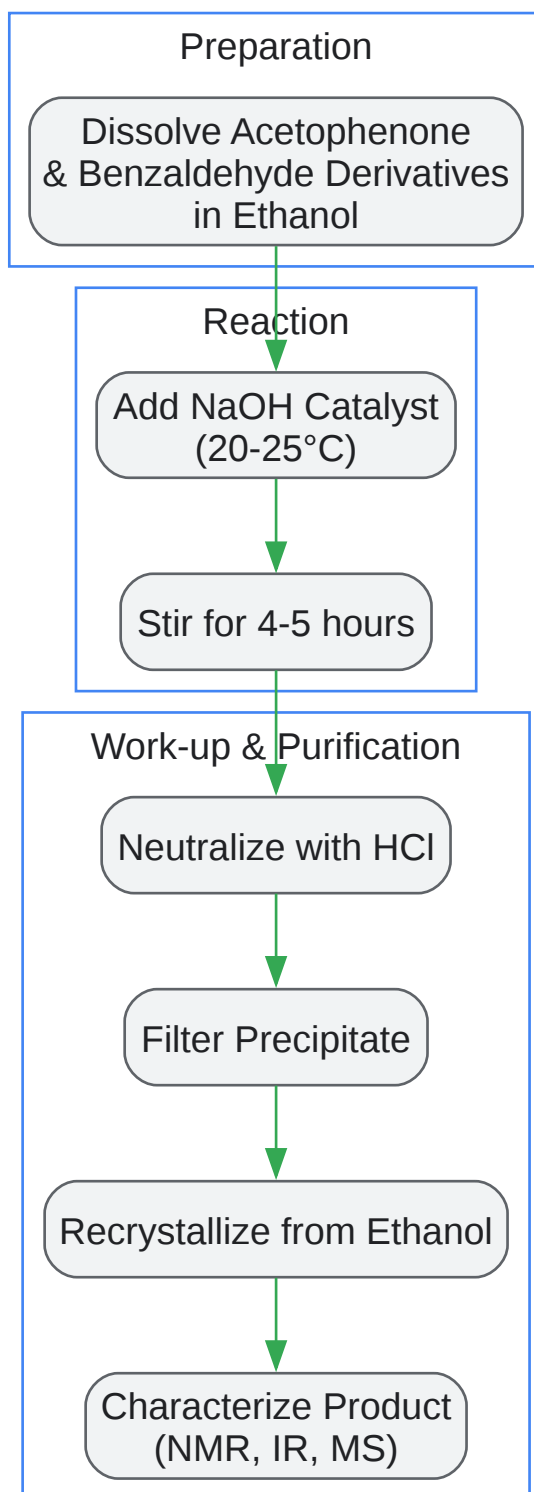 Preparation
Dissolve Acetophenone
& Benzaldehyde Derivatives
in Ethanol
Reaction
Add NaOH Catalyst
(20-25°C)
Stir for 4-5 hours
Work-up & Purification
Neutralize with HCl
Filter Precipitate
Recrystallize from Ethanol
Characterize Product
(NMR, IR, MS)